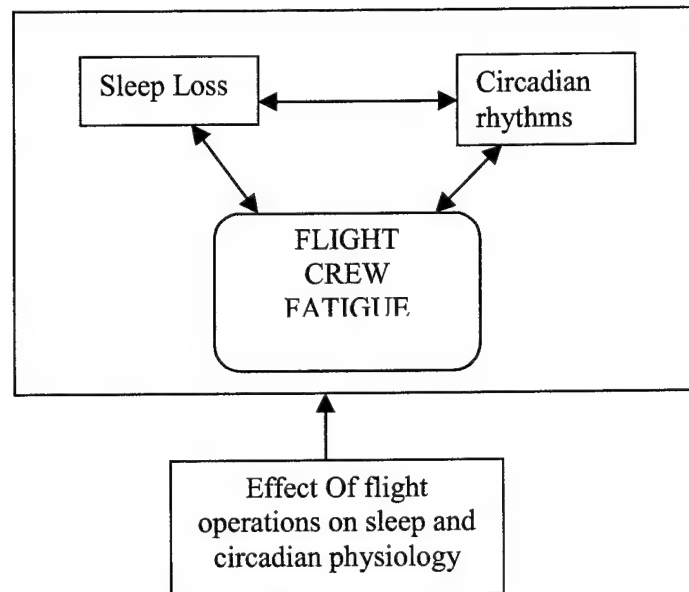 Sleep Loss
Circadian
rhythms
FLIGHT
CREW
FATIGUE
Effect Of flight
operations on sleep and
circadian physiology